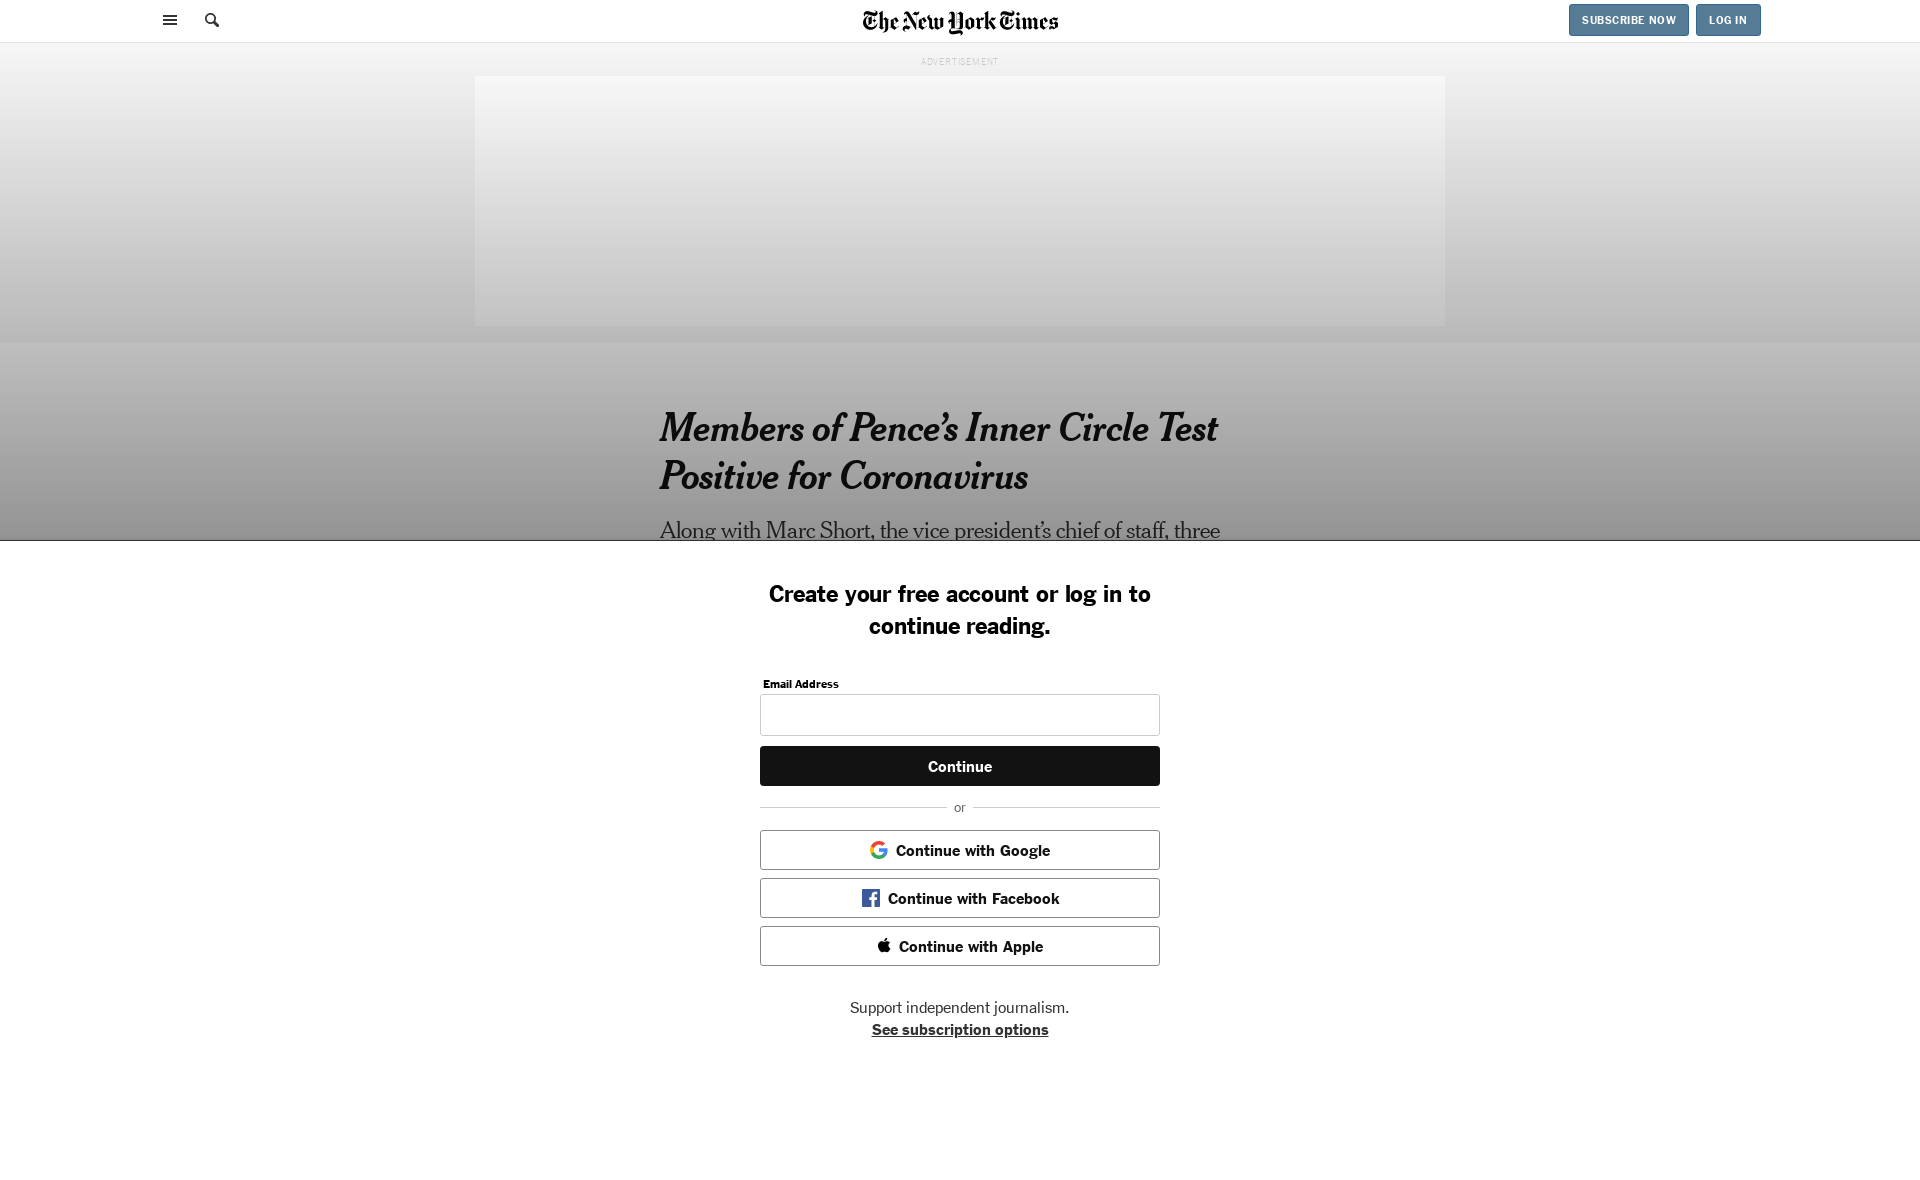 The New York Times
SUBSCRIBE NOW
LOG IN
ADVERTISEMENT
Members of Pence’s Inner Circle Test
Positive for Coronavirus
Along with Marc Short, the vice president’s chief of staff, three
Create your free account or log in to
continue reading.
Email Address
Continue
or
Continue with Google
Continue with Facebook
Continue with Apple
Support independent journalism.
See subscription options